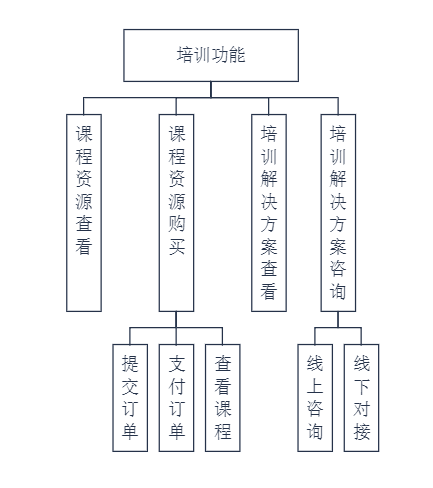 培训功能
课程资源查看
课程资源购买
培训解决方案查看
培训解决方案咨询
提交订单
支付订单
查看课程
线上咨询
线下对接